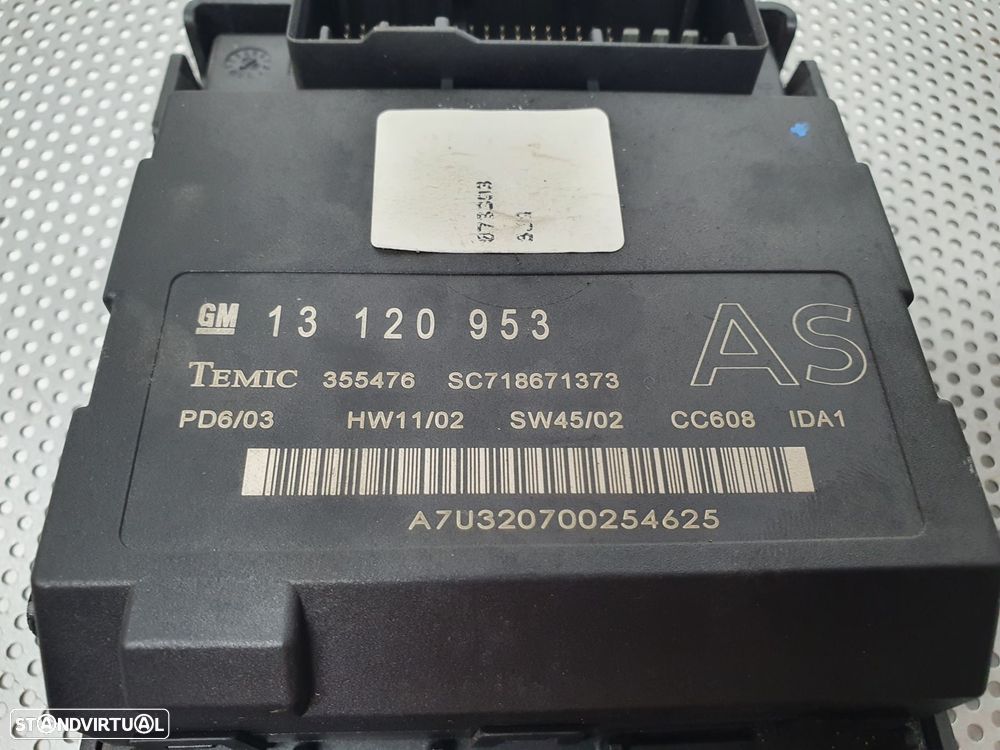 GM 13 120 953
AS
TEMIC 355476 SC718671373
PD6/03 HW11/02 SW45/02 CC608 IDA1
A7U320700254625
STANDVIRTUAL